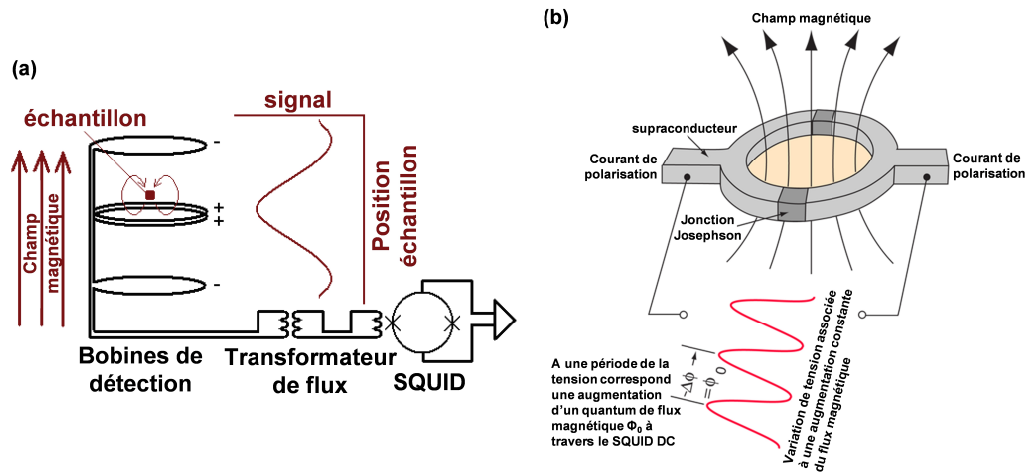 (a)
signal
échantillon
-
+
+
-
Champ
magnétique
Position
échantillon
Bobines de
détection
Transformateur
de flux
SQUID
(b)
Champ magnétique
supraconducteur
Courant de
polarisation
Courant de
polarisation
Jonction
Josephson
A une période de la
tension correspond
une augmentation
d'un quantum de flux
magnétique Φ₀ à
travers le SQUID DC
-Δϕ
= ϕ 0
Variation de tension associée
à une augmentation constante
du flux magnétique